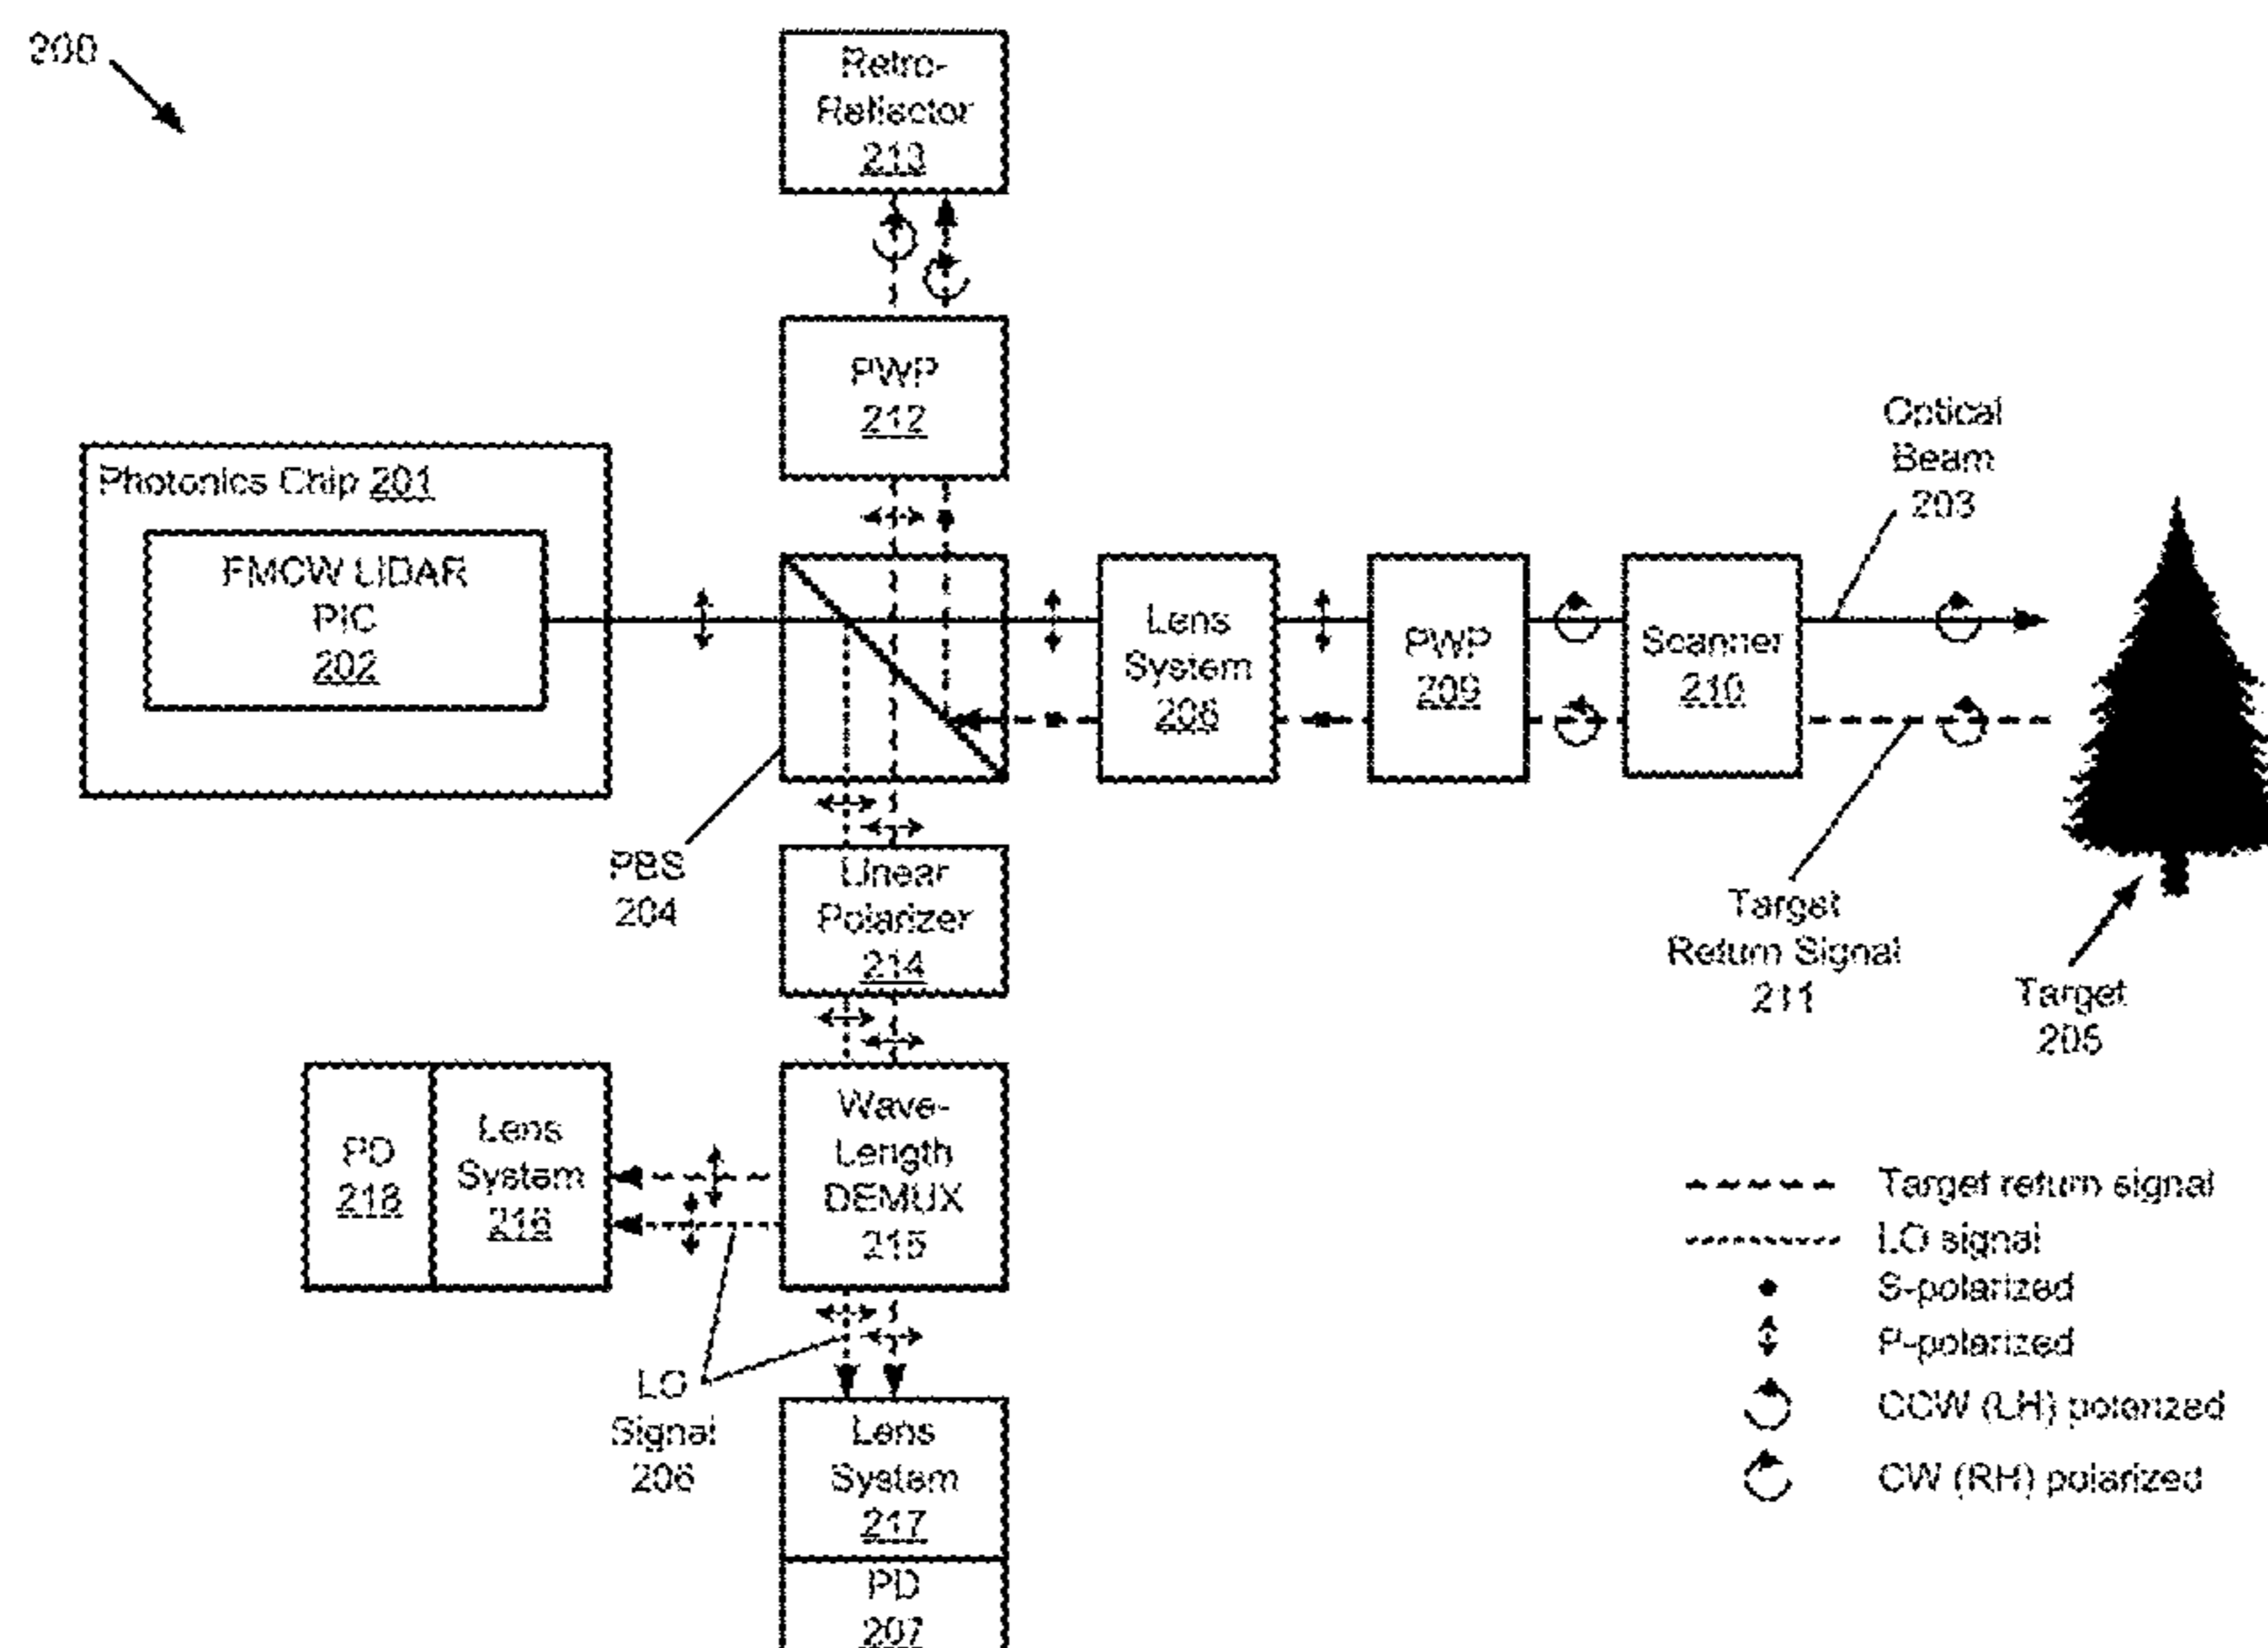 200
Retro-
Reflector
213
PWP
212
Photonics Chip 201
FMCW LIDAR
PIC
202
Optical
Beam
203
Lens
System
208
PWP
209
Scanner
210
PBS
204
Linear
Polarizer
214
Target
Return Signal
211
Target
205
PD
218
Lens
System
216
Wave-
Length
DEMUX
215
LO
Signal
206
Lens
System
217
PD
207
Target return signal
LO signal
S-polarized
P-polarized
CCW (LH) polarized
CW (RH) polarized